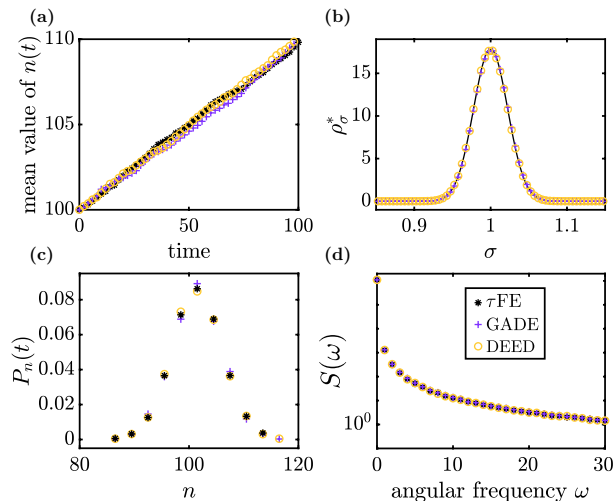 (a)
110
105
100
mean value of n(t)
0
50
100
time
(b)
15
10
5
0
ρ*σ
0.9
1
1.1
σ
(c)
0.08
0.06
0.04
0.02
0
Pn(t)
80
100
120
n
(d)
τFE
GADE
DEED
S(ω)
10^0
0
10
20
30
angular frequency ω